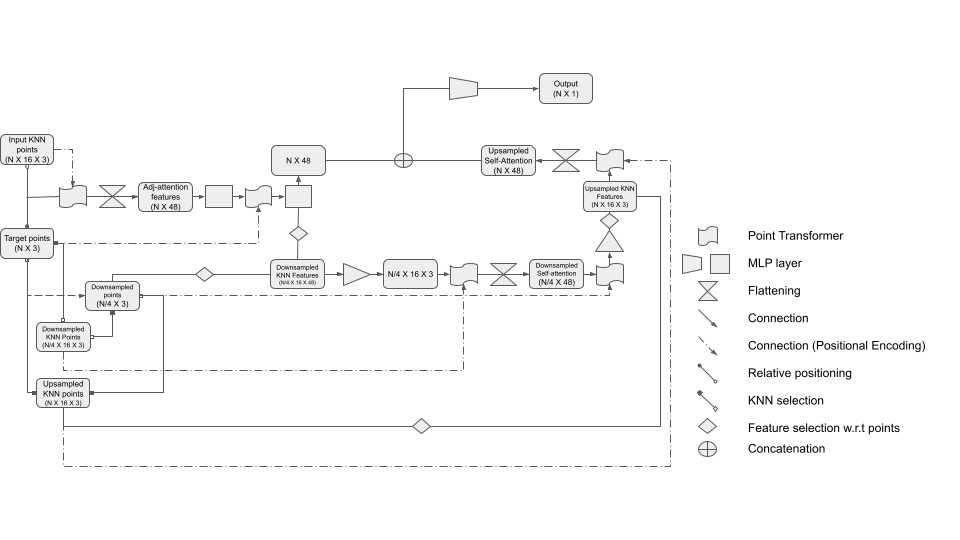 Output
(N X 1)
Input KNN
points
(N X 16 X 3)
N X 48
Upsampled
Self-Attention
(N X 48)
Adj-attention
features
(N X 48)
Upsampled KNN
Features
(N X 16 X 3)
Target points
(N X 3)
Downsampled
KNN Features
(N/4 X 16 X 48)
N/4 X 16 X 3
Downsampled
Self-attention
(N/4 X 48)
Downsampled
points
(N/4 X 3)
Downsampled
KNN Points
(N/4 X 16 X 3)
Upsampled
KNN points
(N X 16 X 3)
Point Transformer
MLP layer
Flattening
Connection
Connection (Positional Encoding)
Relative positioning
KNN selection
Feature selection w.r.t points
Concatenation